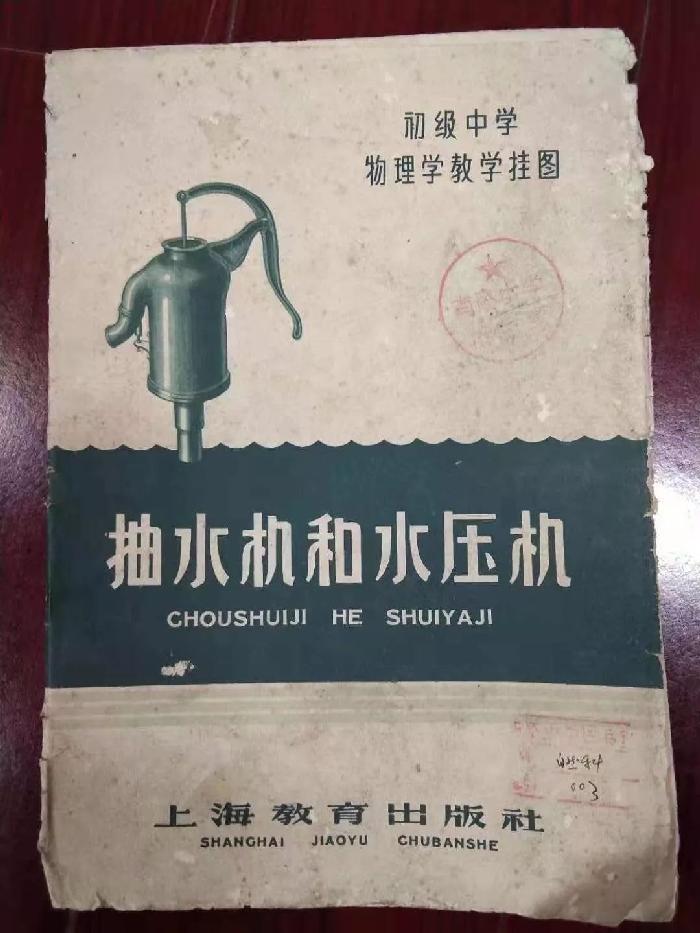 初级中学
物理学教学挂图
抽水机和水压机
CHOUSHUIJI HE SHUIYAJI
003
上海教育出版社
SHANGHAI JIAOYU CHUBANSHE